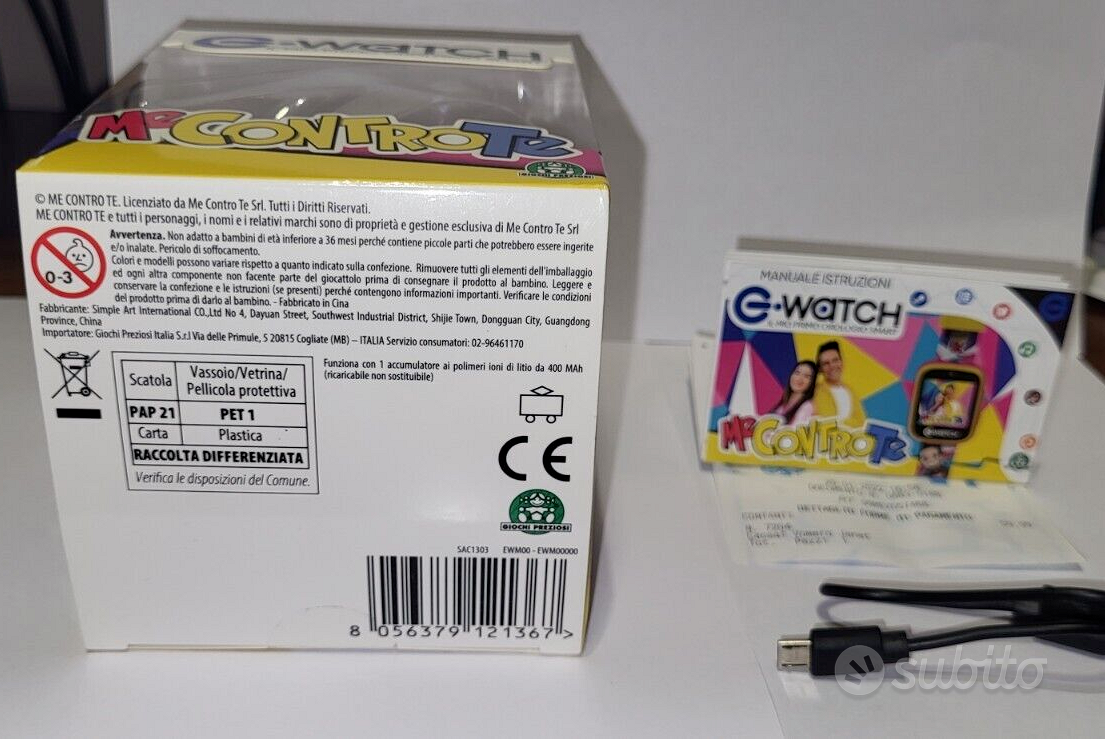 e-watch
Me CONTRO Te
© ME CONTRO TE. Licenziato da Me Contro Te Srl. Tutti i Diritti Riservati.
ME CONTRO TE e tutti i personaggi, i nomi e i relativi marchi sono di proprietà e gestione esclusiva di Me Contro Te Srl
0-3
Avvertenza. Non adatto a bambini di età inferiore a 36 mesi perché contiene piccole parti che potrebbero essere ingerite
e/o inalate. Pericolo di soffocamento.
Colori e modelli possono variare rispetto a quanto indicato sulla confezione. Rimuovere tutti gli elementi dell'imballaggio
ed ogni altra componente non facente parte del giocattolo prima di consegnare il prodotto al bambino. Leggere e
conservare la confezione e le istruzioni (se presenti) perché contengono informazioni importanti. Verificare le condizioni
del prodotto prima di darlo al bambino. - Fabbricato in Cina
Fabbricante: Simple Art International CO.,Ltd No 4, Dayuan Street, Southwest Industrial District, Shijie Town, Dongguan City, Guangdong
Province, China
Importatore: Giochi Preziosi Italia S.r.l Via delle Primule, 5 20815 Cogliate (MB) – ITALIA Servizio consumatori: 02-96461170
Scatola
Vassoio/Vetrina/
Pellicola protettiva
PAP 21
PET 1
Carta
Plastica
RACCOLTA DIFFERENZIATA
Verifica le disposizioni del Comune.
Funziona con 1 accumulatore ai polimeri ioni di litio da 400 MAh
(ricaricabile non sostituibile)
CE
GIOCHI PREZIOSI
SAC1303 EWM00 - EWM00000
8 056379 121367 >
MANUALE ISTRUZIONI
e-watch
IL MIO PRIMO OROLOGIO SMART
Me CONTRO Te
DETTAGLIO FORME DI PAGAMENTO
subito